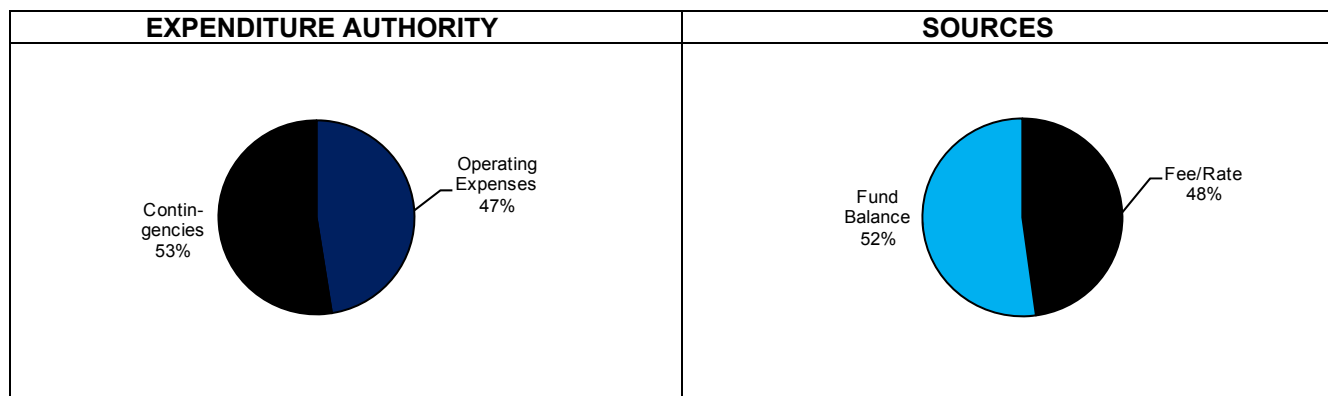 EXPENDITURE AUTHORITY
Contin-
gencies
53%
Operating
Expenses
47%
SOURCES
Fund
Balance
52%
Fee/Rate
48%